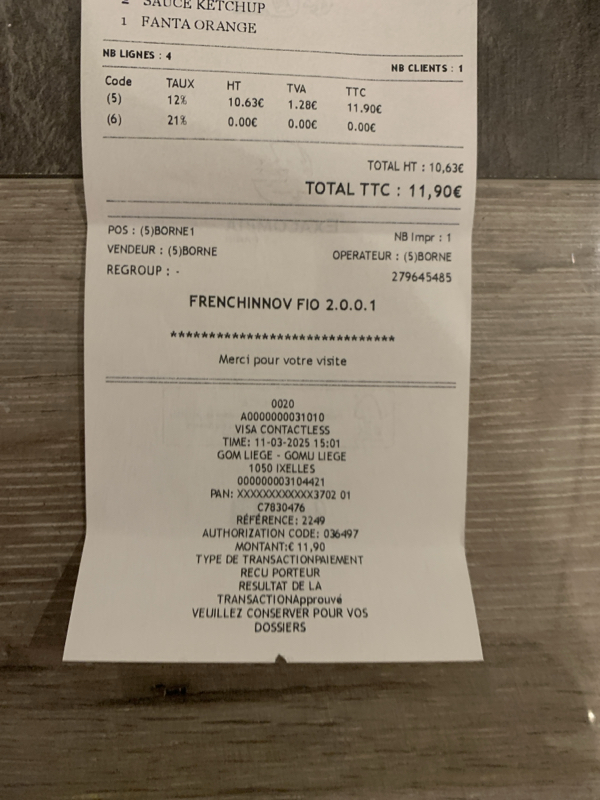 2 SAUCE KETCHUP
1 FANTA ORANGE
NB LIGNES : 4 NB CLIENTS : 1
Code TAUX HT TVA TTC
(5) 12% 10.63€ 1.28€ 11.90€
(6) 21% 0.00€ 0.00€ 0.00€
TOTAL HT : 10,63€
TOTAL TTC : 11,90€
POS : (5)BORNE1 NB Impr : 1
VENDEUR : (5)BORNE OPERATEUR : (5)BORNE
REGROUP : - 279645485
FRENCHINNOV FIO 2.0.0.1
******************************
Merci pour votre visite
0020
A0000000031010
VISA CONTACTLESS
TIME: 11-03-2025 15:01
GOM LIEGE - GOMU LIEGE
1050 IXELLES
000000003104421
PAN: XXXXXXXXXXXX3702 01
C7830476
RÉFÉRENCE: 2249
AUTHORIZATION CODE: 036497
MONTANT:€ 11,90
TYPE DE TRANSACTIONPAIEMENT
RECU PORTEUR
RESULTAT DE LA
TRANSACTIONApprouvé
VEUILLEZ CONSERVER POUR VOS
DOSSIERS